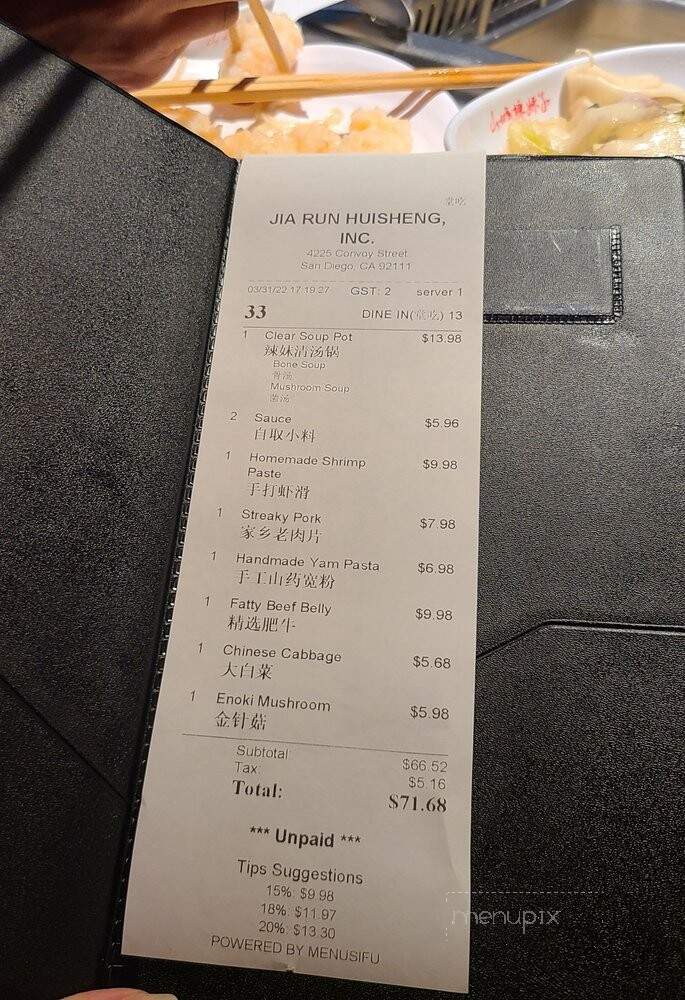 堂吃
JIA RUN HUISHENG,
INC.
4225 Convoy Street
San Diego, CA 92111
03/31/22 17:19:27 GST: 2 server 1
33 DINE IN(堂吃) 13
1 Clear Soup Pot $13.98
辣妹清汤锅
Bone Soup
骨汤
Mushroom Soup
菌汤
2 Sauce $5.96
自取小料
1 Homemade Shrimp $9.98
Paste
手打虾滑
1 Streaky Pork $7.98
家乡老肉片
1 Handmade Yam Pasta $6.98
手工山药宽粉
1 Fatty Beef Belly $9.98
精选肥牛
1 Chinese Cabbage $5.68
大白菜
1 Enoki Mushroom $5.98
金针菇
Subtotal: $66.52
Tax: $5.16
Total: $71.68
*** Unpaid ***
Tips Suggestions
15%: $9.98
18%: $11.97
20%: $13.30
POWERED BY MENUSIFU
menupix